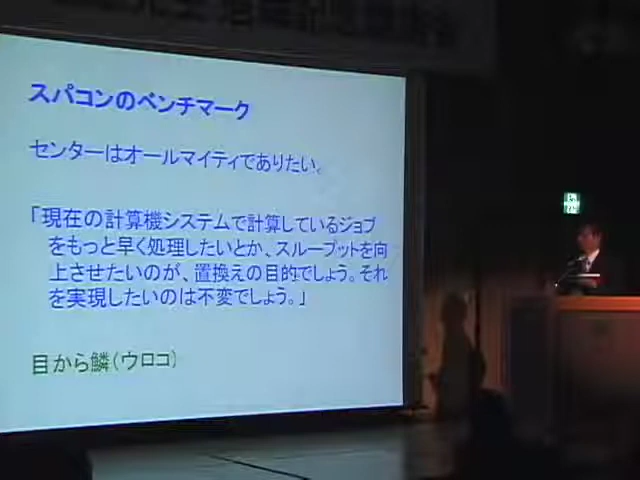 スパコンのベンチマーク
センターはオールマイティでありたい。
「現在の計算機システムで計算しているジョブ
をもっと早く処理したいとか、スループットを向
上させたいのが、置換えの目的でしょう。それ
を実現したいのは不変でしょう。」
目から鱗（ウロコ）